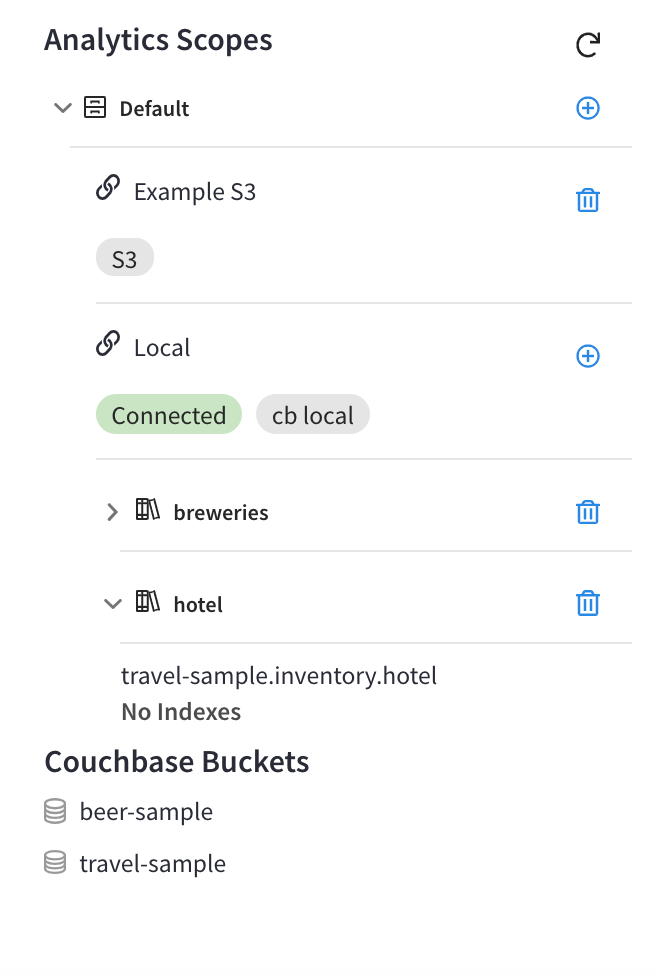 Analytics Scopes
Default
Example S3
S3
Local
Connected cb local
breweries
hotel
travel-sample.inventory.hotel
No Indexes
Couchbase Buckets
beer-sample
travel-sample